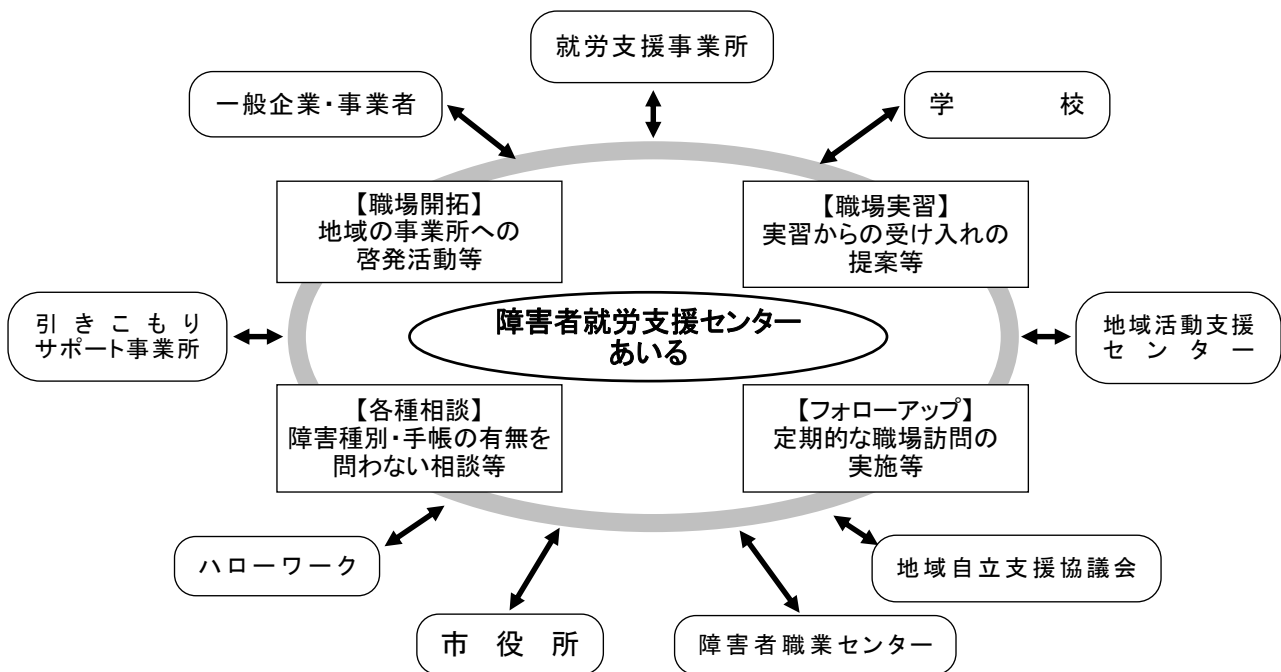 就労支援事業所
一般企業・事業者
学校
【職場開拓】
地域の事業所への
啓発活動等
【職場実習】
実習からの受け入れの
提案等
引きこもり
サポート事業所
障害者就労支援センター
あいる
地域活動支援
センター
【各種相談】
障害種別・手帳の有無を
問わない相談等
【フォローアップ】
定期的な職場訪問の
実施等
ハローワーク
地域自立支援協議会
市役所
障害者職業センター